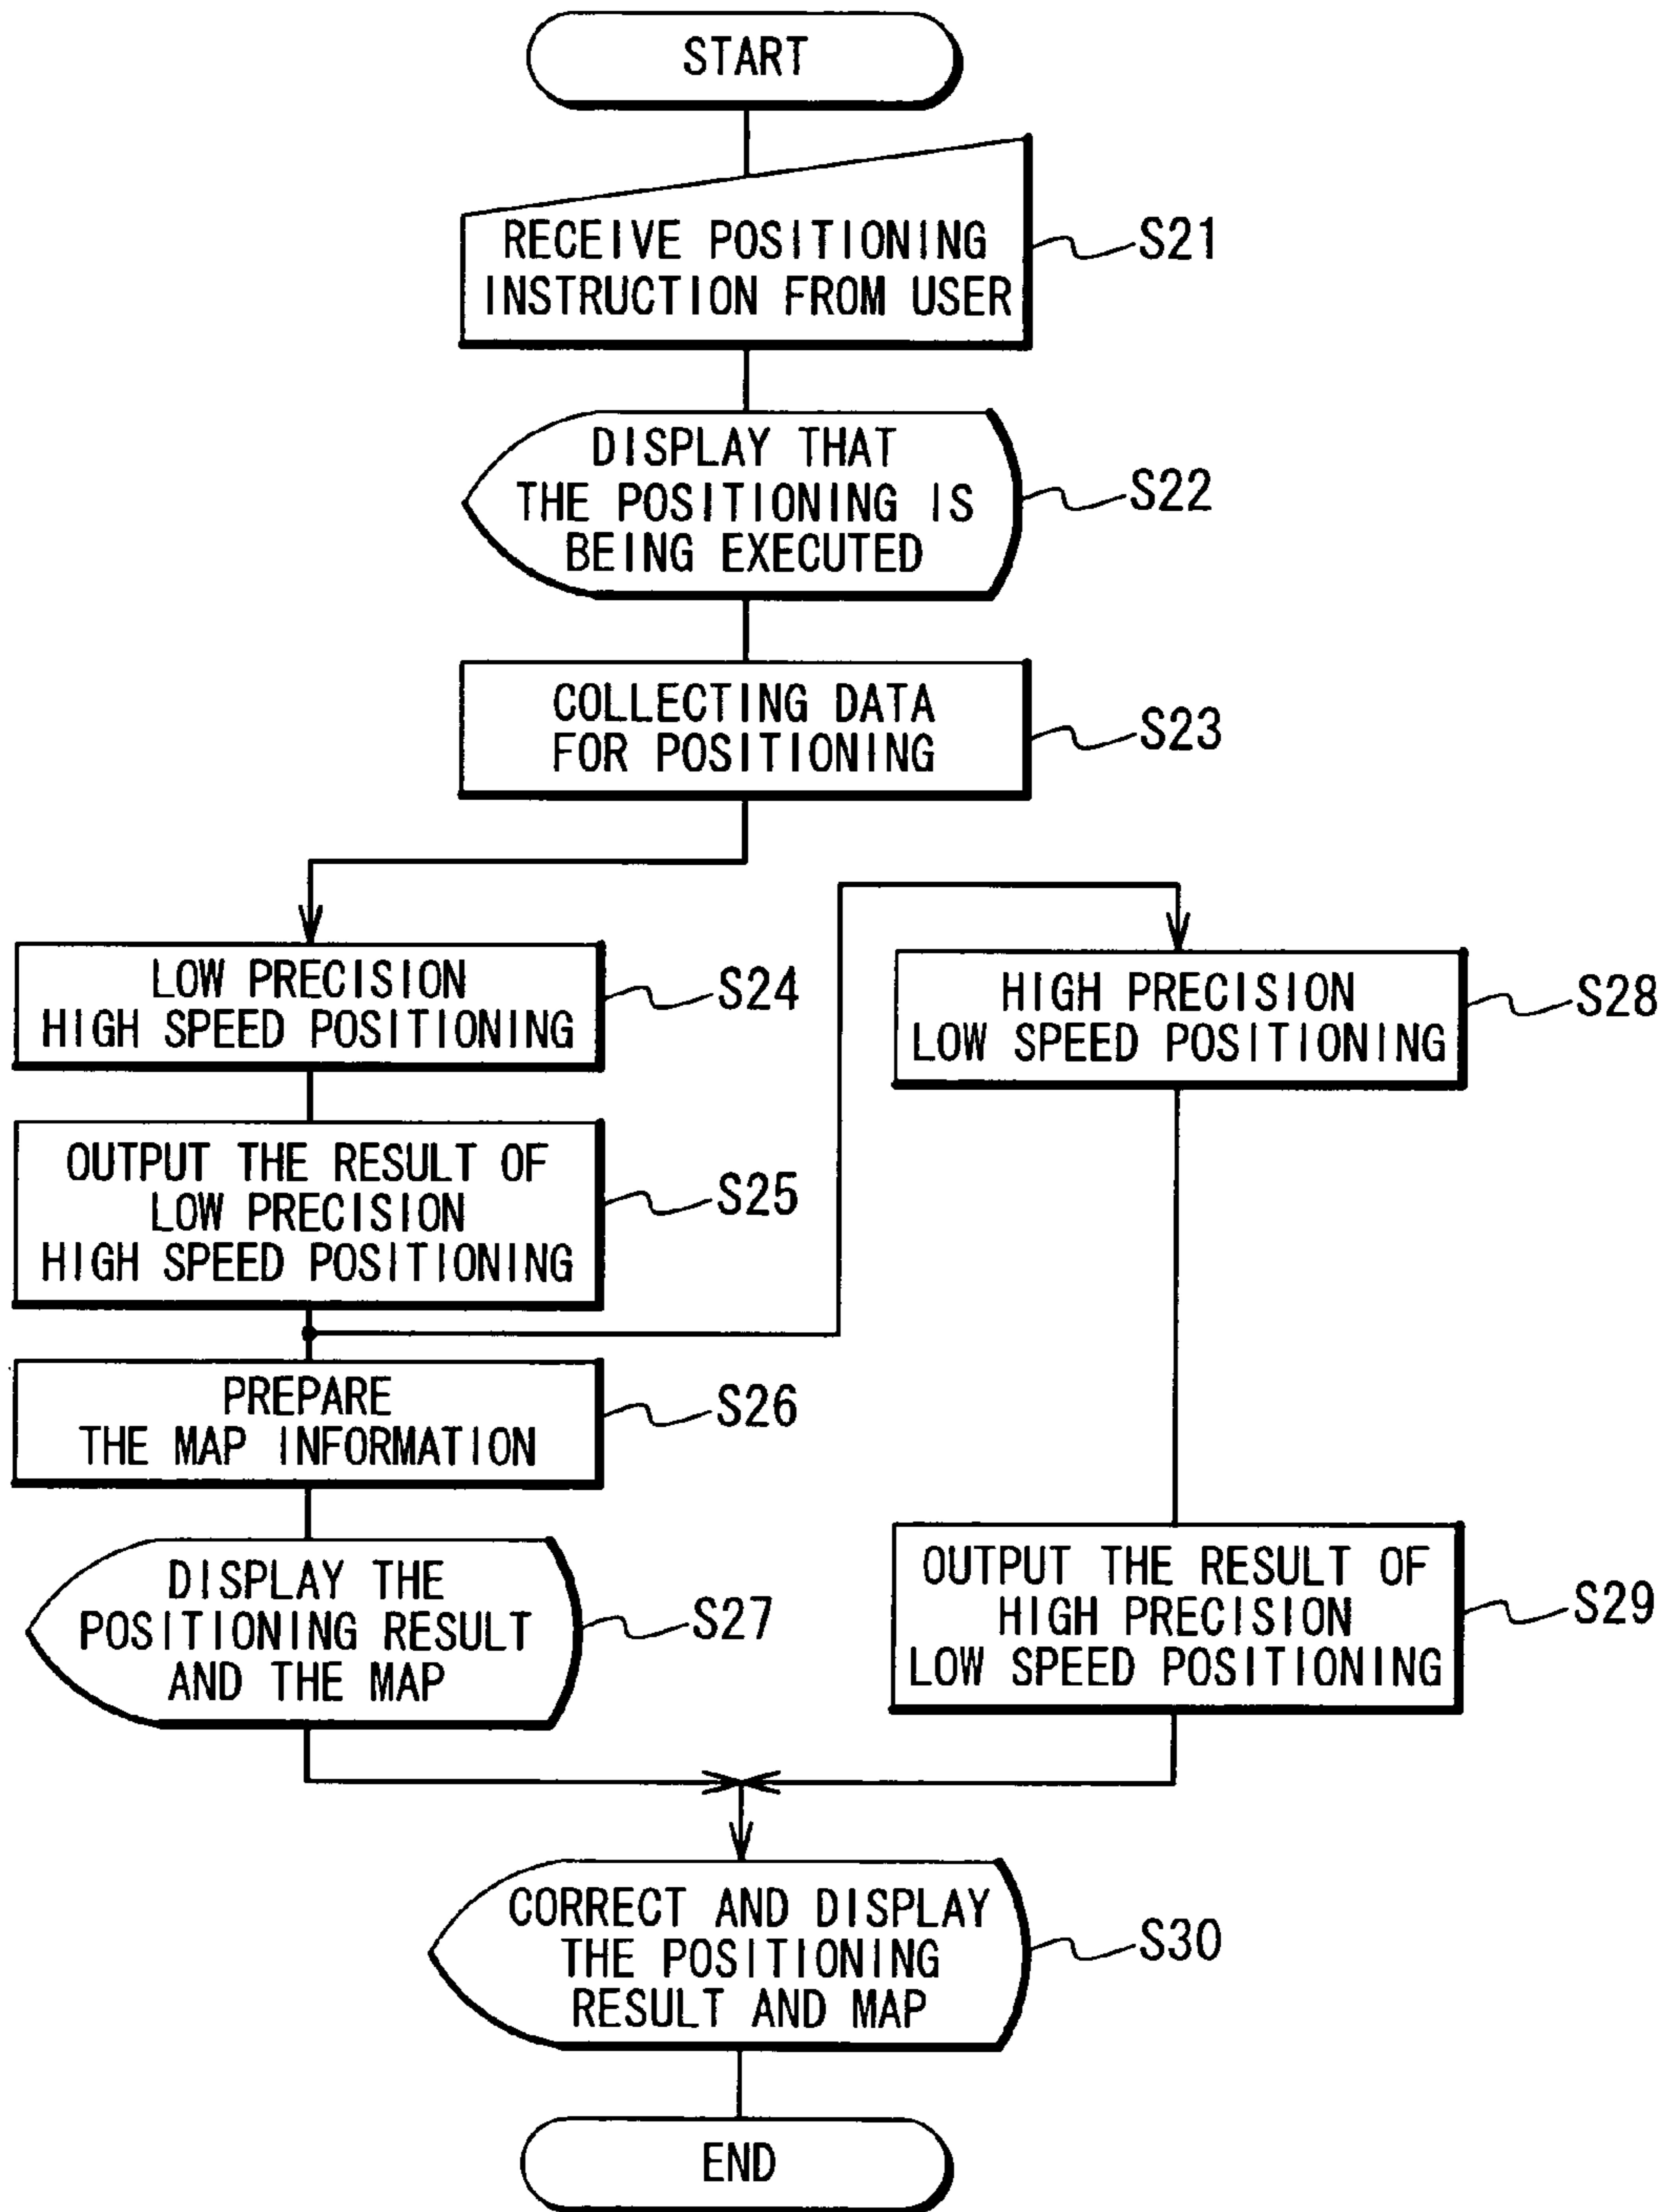 START
RECEIVE POSITIONING
INSTRUCTION FROM USER
S21
DISPLAY THAT
THE POSITIONING IS
BEING EXECUTED
S22
COLLECTING DATA
FOR POSITIONING
S23
LOW PRECISION
HIGH SPEED POSITIONING
S24
OUTPUT THE RESULT OF
LOW PRECISION
HIGH SPEED POSITIONING
S25
PREPARE
THE MAP INFORMATION
S26
DISPLAY THE
POSITIONING RESULT
AND THE MAP
S27
HIGH PRECISION
LOW SPEED POSITIONING
S28
OUTPUT THE RESULT OF
HIGH PRECISION
LOW SPEED POSITIONING
S29
CORRECT AND DISPLAY
THE POSITIONING
RESULT AND MAP
S30
END